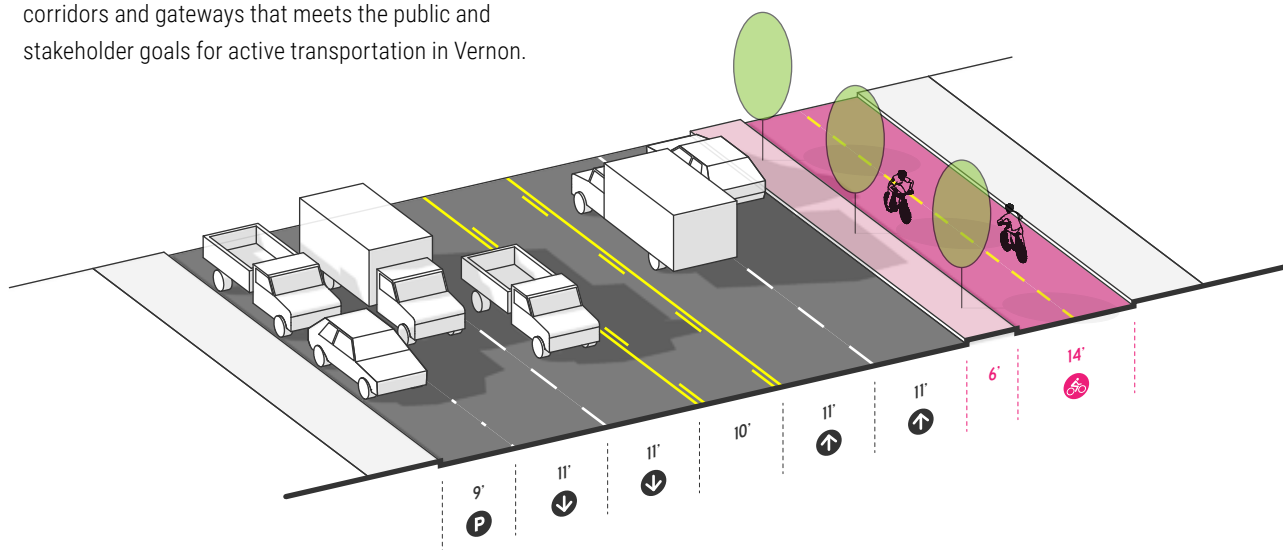 corridors and gateways that meets the public and
stakeholder goals for active transportation in Vernon.
9'
P
11'
11'
10'
11'
11'
6'
14'